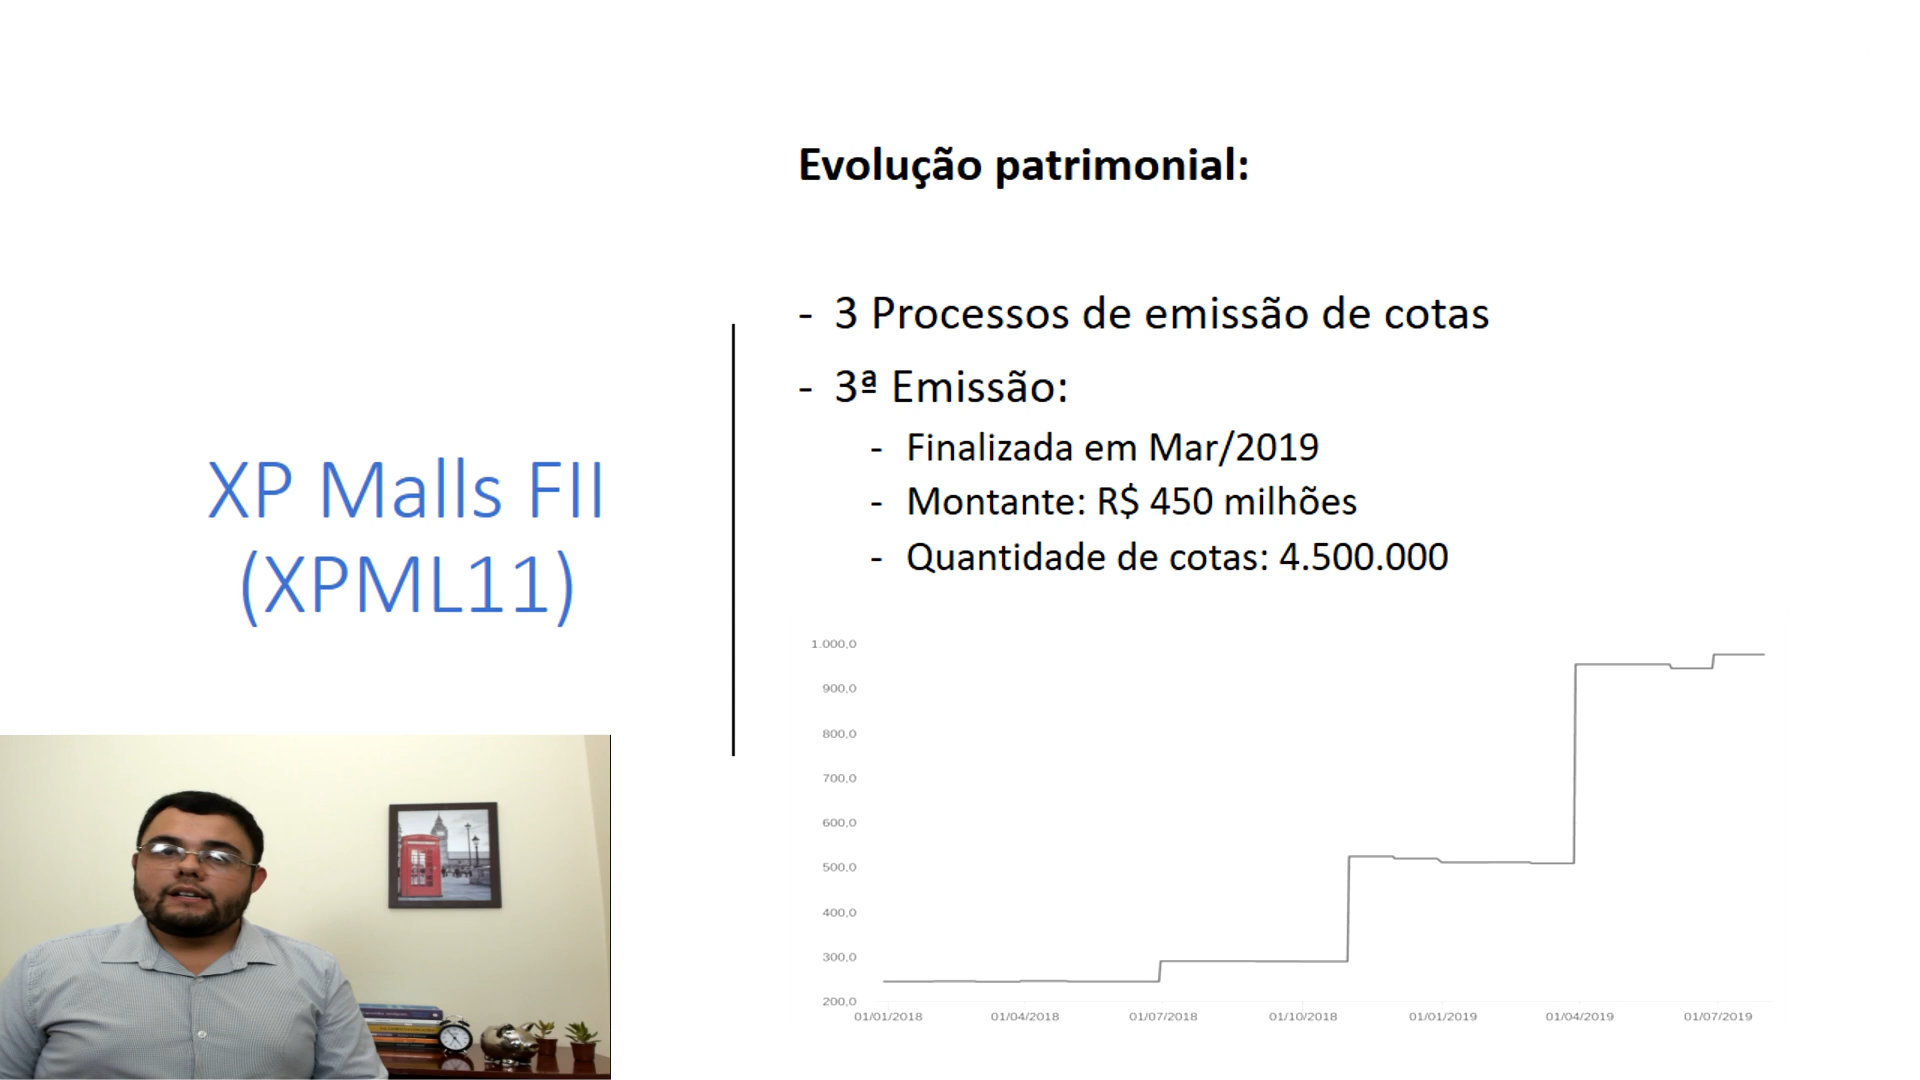 Evolução patrimonial:
- 3 Processos de emissão de cotas
- 3ª Emissão:
- Finalizada em Mar/2019
- Montante: R$ 450 milhões
- Quantidade de cotas: 4.500.000
XP Malls FII
(XPML11)
1.000,0
900,0
800,0
700,0
600,0
500,0
400,0
300,0
200,0
01/01/2018 01/04/2018 01/07/2018 01/10/2018 01/01/2019 01/04/2019 01/07/2019